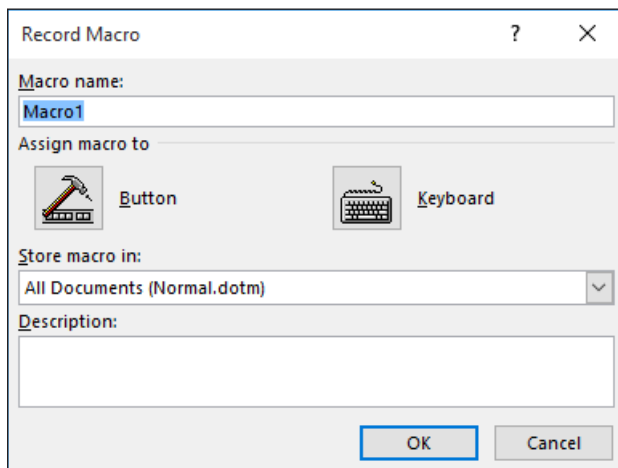 Record Macro ?
Macro name:
Macro1
Assign macro to
Button Keyboard
Store macro in:
All Documents (Normal.dotm)
Description:
OK Cancel